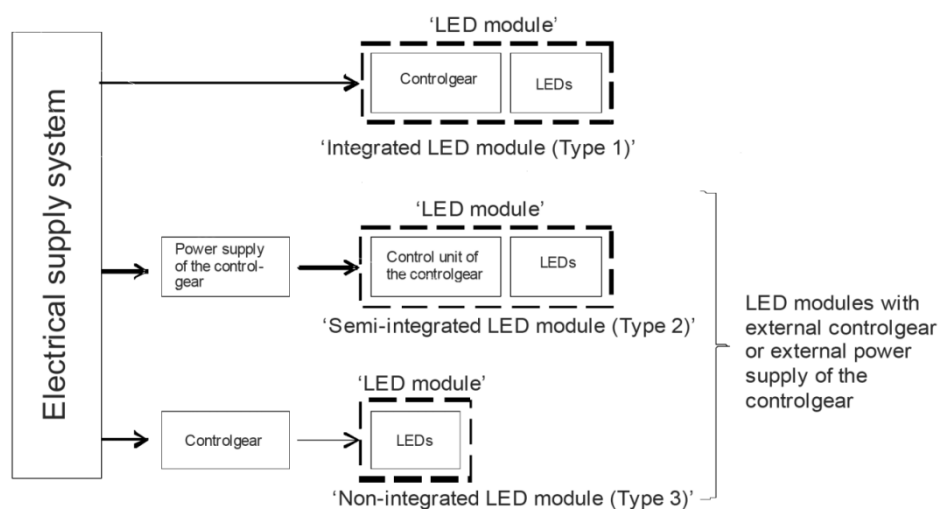 Electrical supply system
'LED module'
Controlgear
LEDs
'Integrated LED module (Type 1)'
'LED module'
Power supply
of the control-
gear
Control unit of
the controlgear
LEDs
'Semi-integrated LED module (Type 2)'
'LED module'
Controlgear
LEDs
'Non-integrated LED module (Type 3)'
LED modules with
external controlgear
or external power
supply of the
controlgear